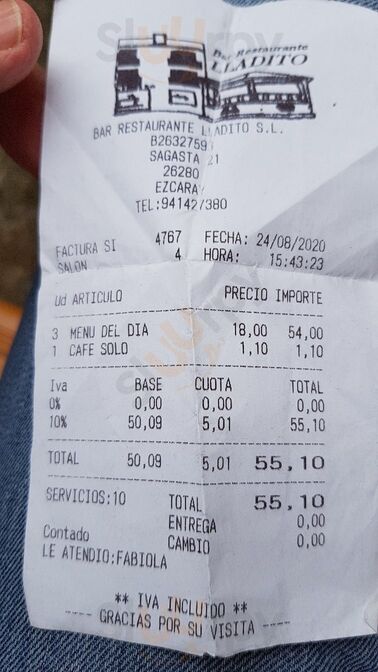 Bar Restaurante
LLADITO
BAR RESTAURANTE LLADITO S.L.
B2632759
SAGASTA 21
26280
EZCARAY
TEL:94142 380
FACTURA SI 4767 FECHA: 24/08/2020
SALON 4 HORA: 15:43:23
Ud ARTICULO PRECIO IMPORTE
3 MENU DEL DIA 18,00 54,00
1 CAFE SOLO 1,10 1,10
Iva BASE CUOTA TOTAL
0% 0,00 0,00 0,00
10% 50,09 5,01 55,10
TOTAL 50,09 5,01 55,10
SERVICIOS:10 TOTAL 55,10
ENTREGA 0,00
Contado CAMBIO 0,00
LE ATENDIO:FABIOLA
** IVA INCLUIDO **
---- GRACIAS POR SU VISITA ----